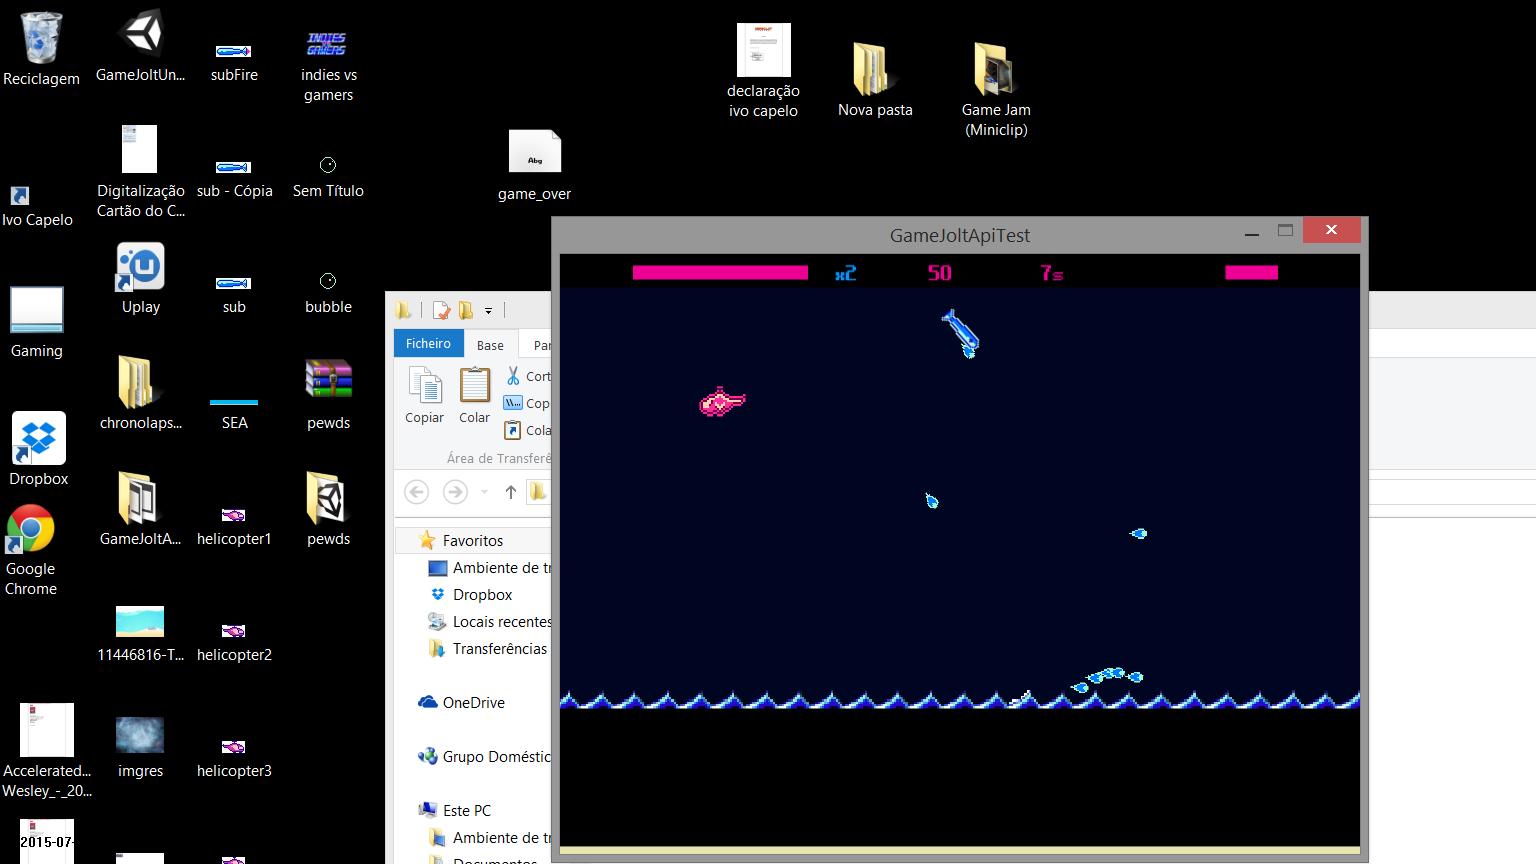 Reciclagem
GameJoltUn...
subFire
INDIES
VS
GAMERS
indies vs
gamers
declaração
ivo capelo
Nova pasta
Game Jam
(Miniclip)
Ivo Capelo
Digitalização
Cartão do C...
sub - Cópia
Sem Título
Abg
game_over
Gaming
Uplay
sub
bubble
Dropbox
chronolaps...
SEA
pewds
Google
Chrome
GameJoltA...
helicopter1
pewds
11446816-T...
helicopter2
Accelerated...
Wesley_-_20...
imgres
helicopter3
2015-07-
GameJoltApiTest
x2
50
7s
Ficheiro
Base
Par
Copiar
Colar
Cort
Cop
Cola
Área de Transferê
Favoritos
Ambiente de tr
Dropbox
Locais recentes
Transferências
OneDrive
Grupo Doméstic
Este PC
Ambiente de tr
Documentos